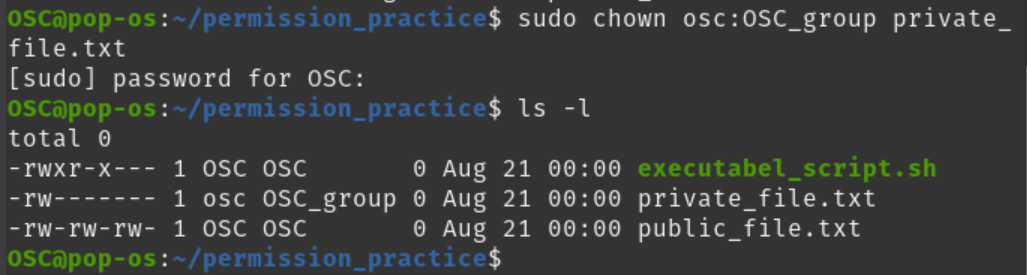 OSC@pop-os:~/permission_practice$ sudo chown osc:OSC_group private_
file.txt
[sudo] password for OSC:
OSC@pop-os:~/permission_practice$ ls -l
total 0
-rwxr-x--- 1 OSC OSC       0 Aug 21 00:00 executabel_script.sh
-rw------- 1 osc OSC_group 0 Aug 21 00:00 private_file.txt
-rw-rw-rw- 1 OSC OSC       0 Aug 21 00:00 public_file.txt
OSC@pop-os:~/permission_practice$